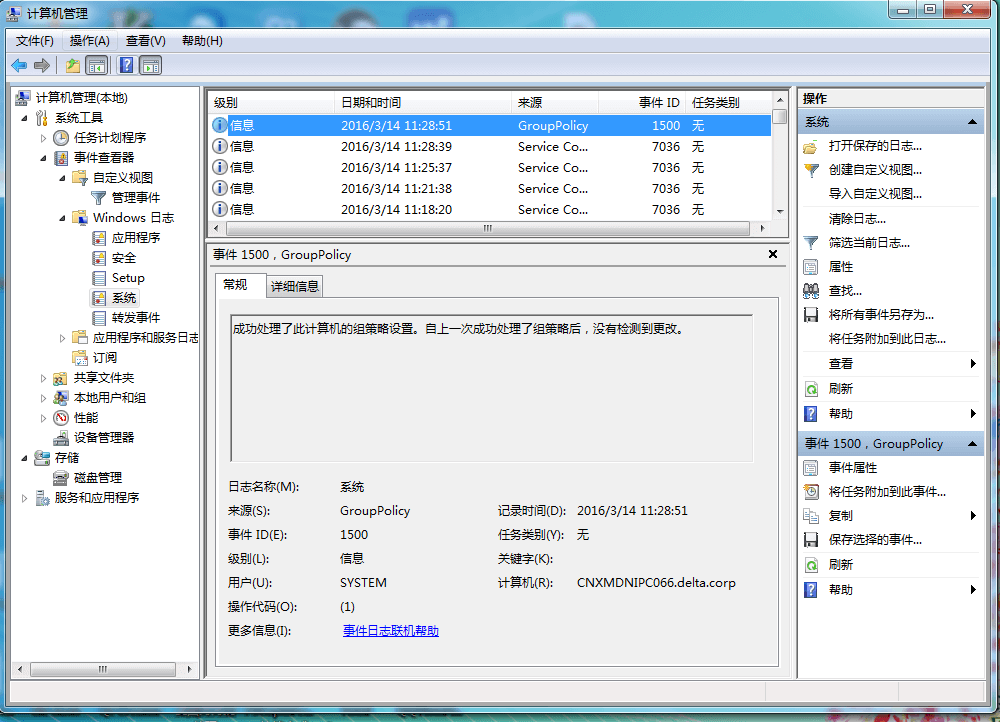 计算机管理
文件(F) 操作(A) 查看(V) 帮助(H)
计算机管理(本地)
系统工具
任务计划程序
事件查看器
自定义视图
管理事件
Windows 日志
应用程序
安全
Setup
系统
转发事件
应用程序和服务日志
订阅
共享文件夹
本地用户和组
性能
设备管理器
存储
磁盘管理
服务和应用程序
级别 日期和时间 来源 事件 ID 任务类别
信息 2016/3/14 11:28:51 GroupPolicy 1500 无
信息 2016/3/14 11:28:39 Service Co... 7036 无
信息 2016/3/14 11:25:37 Service Co... 7036 无
信息 2016/3/14 11:21:38 Service Co... 7036 无
信息 2016/3/14 11:18:20 Service Co... 7036 无
事件 1500，GroupPolicy
常规 详细信息
成功处理了此计算机的组策略设置。自上一次成功处理了组策略后，没有检测到更改。
日志名称(M): 系统
来源(S): GroupPolicy 记录时间(D): 2016/3/14 11:28:51
事件 ID(E): 1500 任务类别(Y): 无
级别(L): 信息 关键字(K):
用户(U): SYSTEM 计算机(R): CNXMDNIPC066.delta.corp
操作代码(O): (1)
更多信息(I): 事件日志联机帮助
操作
系统
打开保存的日志...
创建自定义视图...
导入自定义视图...
清除日志...
筛选当前日志...
属性
查找...
将所有事件另存为...
将任务附加到此日志...
查看
刷新
帮助
事件 1500，GroupPolicy
事件属性
将任务附加到此事件...
复制
保存选择的事件...
刷新
帮助